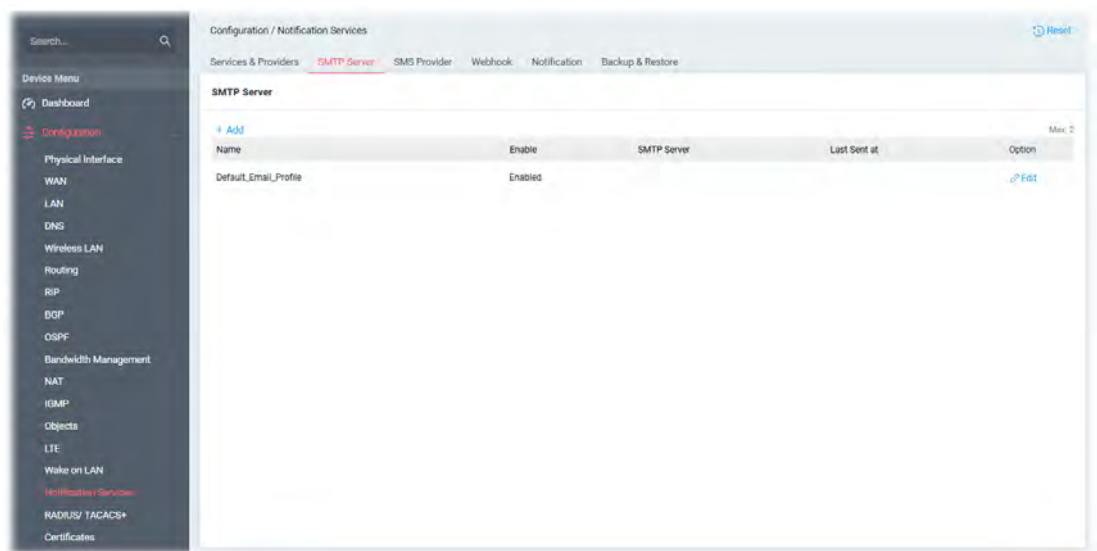 Search...
Device Menu
Dashboard
Configuration
Physical Interface
WAN
LAN
DNS
Wireless LAN
Routing
RIP
BGP
OSPF
Bandwidth Management
NAT
IGMP
Objects
LTE
Wake on LAN
Notification Services
RADIUS/ TACACS+
Certificates
Configuration / Notification Services
Reset
Services & Providers SMTP Server SMS Provider Webhook Notification Backup & Restore
SMTP Server
+ Add Max: 2
Name Enable SMTP Server Last Sent at Option
Default_Email_Profile Enabled Edit